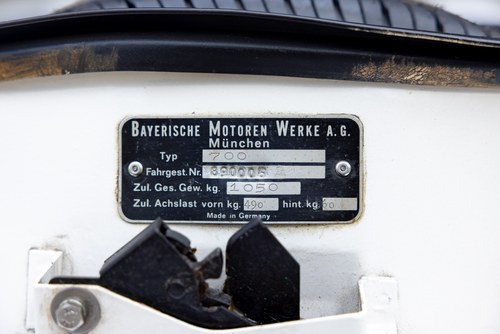 BAYERISCHE MOTOREN WERKE A.G.
München
Typ 700
Fahrgest. Nr.
Zul. Ges. Gew. kg. 1050
Zul. Achslast vorn kg. 490 hint. kg.
Made in Germany